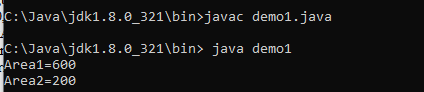 C:\Java\jdk1.8.0_321\bin>javac demo1.java
C:\Java\jdk1.8.0_321\bin> java demo1
Area1=600
Area2=200